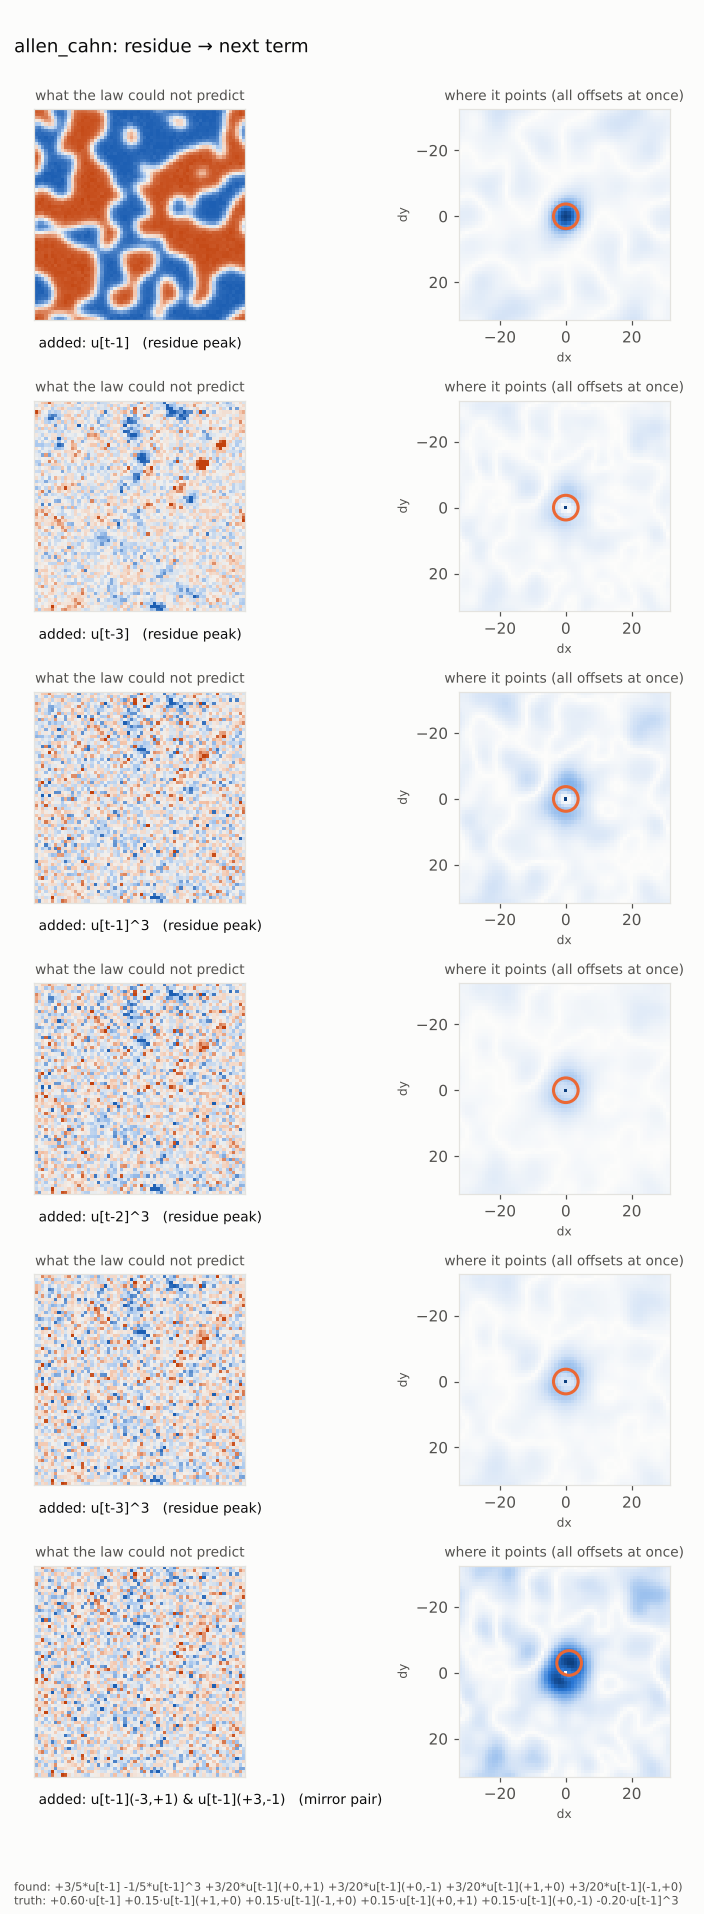 allen_cahn: residue → next term
what the law could not predict
where it points (all offsets at once)
−20
0
20
dy
−20 0 20
dx
added: u[t-1] (residue peak)
what the law could not predict
where it points (all offsets at once)
−20
0
20
dy
−20 0 20
dx
added: u[t-3] (residue peak)
what the law could not predict
where it points (all offsets at once)
−20
0
20
dy
−20 0 20
dx
added: u[t-1]^3 (residue peak)
what the law could not predict
where it points (all offsets at once)
−20
0
20
dy
−20 0 20
dx
added: u[t-2]^3 (residue peak)
what the law could not predict
where it points (all offsets at once)
−20
0
20
dy
−20 0 20
dx
added: u[t-3]^3 (residue peak)
what the law could not predict
where it points (all offsets at once)
−20
0
20
dy
−20 0 20
dx
added: u[t-1](-3,+1) & u[t-1](+3,-1) (mirror pair)
found: +3/5*u[t-1] -1/5*u[t-1]^3 +3/20*u[t-1](+0,+1) +3/20*u[t-1](+0,-1) +3/20*u[t-1](+1,+0) +3/20*u[t-1](-1,+0)
truth: +0.60·u[t-1] +0.15·u[t-1](+1,+0) +0.15·u[t-1](-1,+0) +0.15·u[t-1](+0,+1) +0.15·u[t-1](+0,-1) -0.20·u[t-1]^3